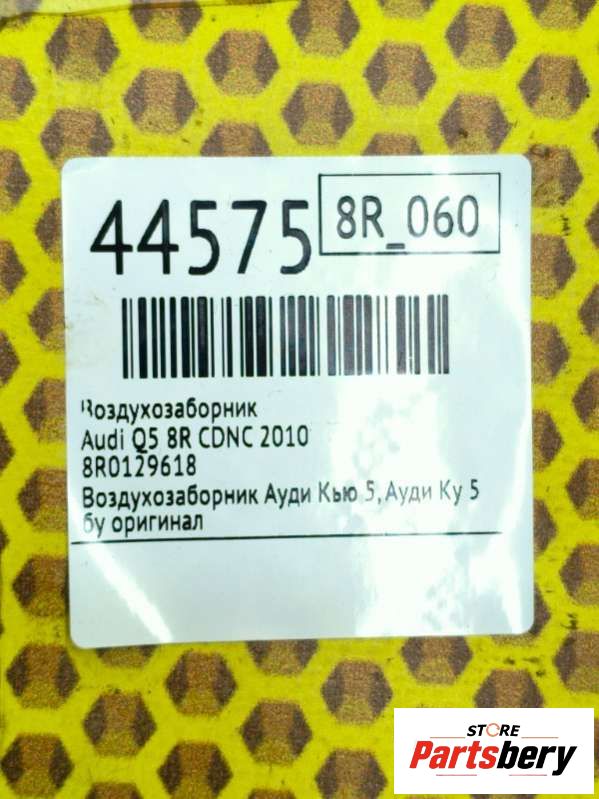 44575
8R_060
Воздухозаборник
Audi Q5 8R CDNC 2010
8R0129618
Воздухозаборник Ауди Кью 5, Ауди Ку 5
бу оригинал
STORE
Partsbery